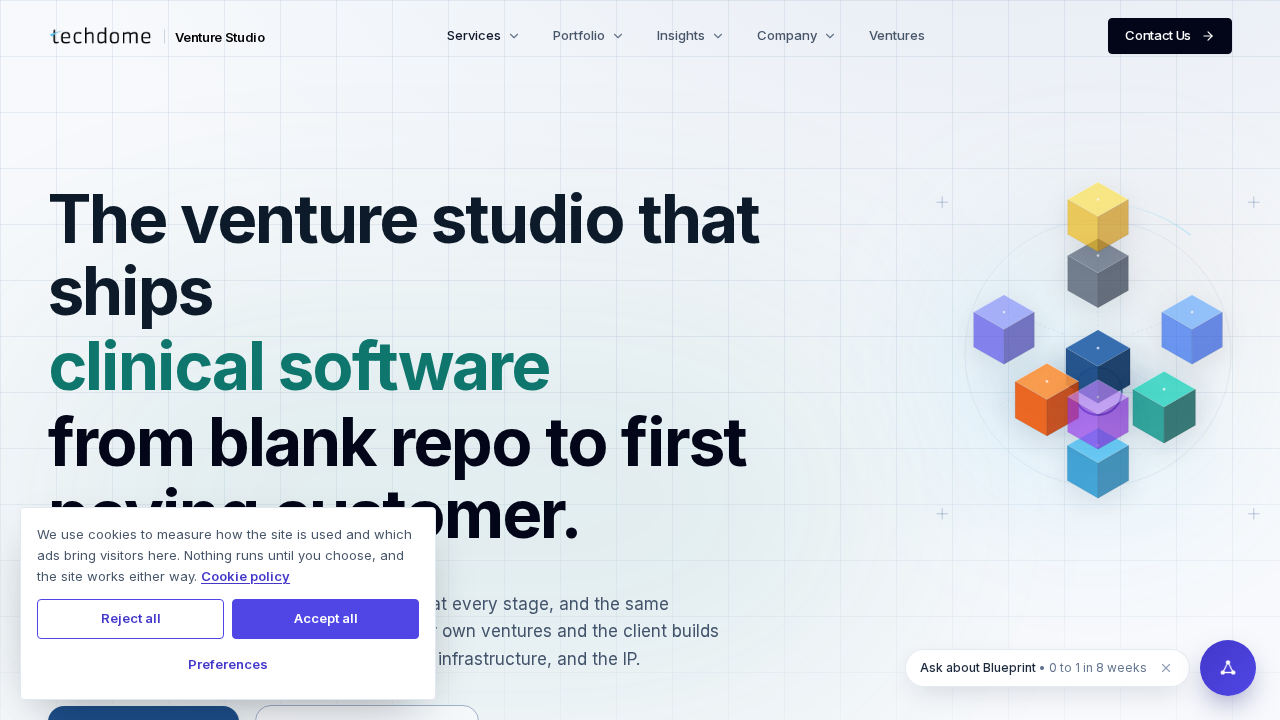 techdome
Venture Studio
Services
Portfolio
Insights
Company
Ventures
Contact Us
The venture studio that
ships
clinical software
from blank repo to first
paying customer.
at every stage, and the same
own ventures and the client builds
infrastructure, and the IP.
We use cookies to measure how the site is used and which
ads bring visitors here. Nothing runs until you choose, and
the site works either way. Cookie policy
Reject all
Accept all
Preferences
Ask about Blueprint • 0 to 1 in 8 weeks